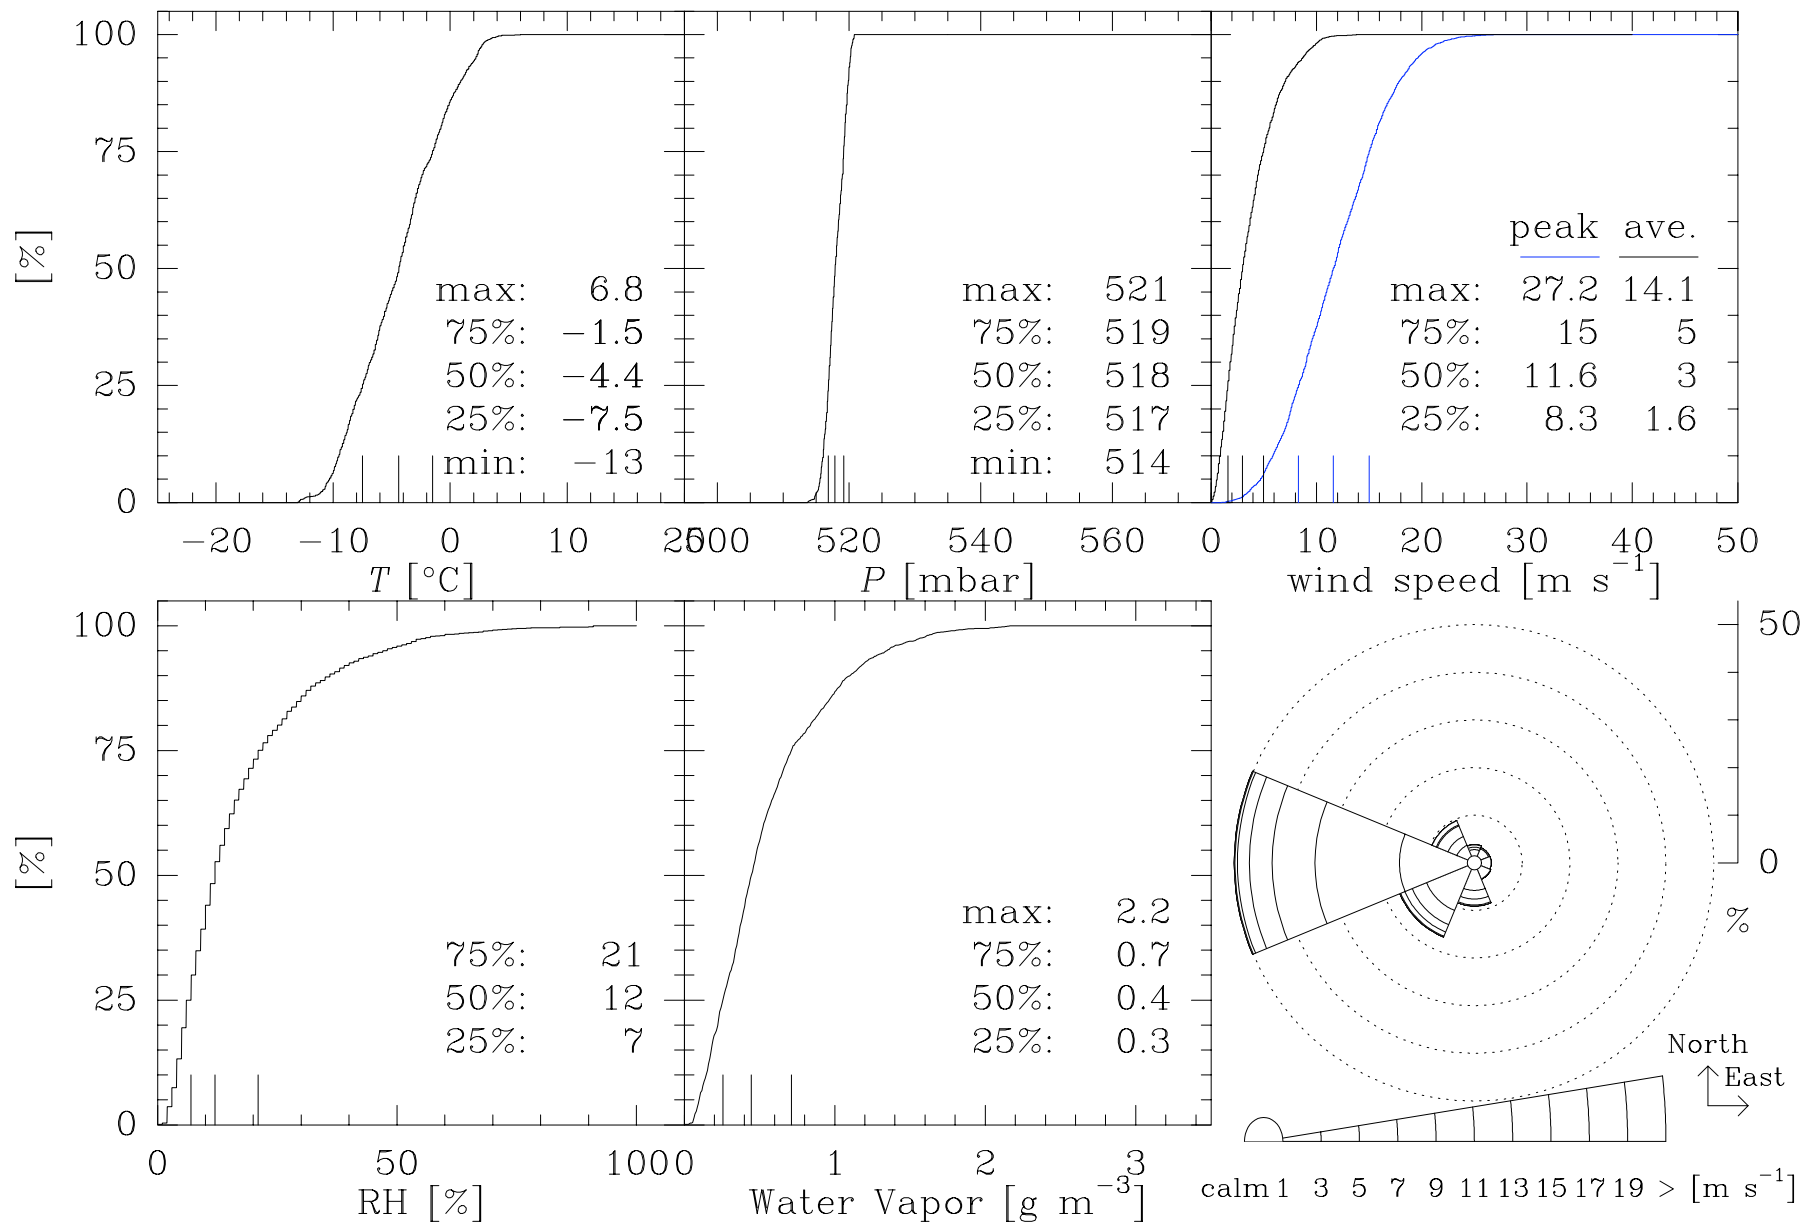 100
75
50
25
0
[%]
max: 6.8
75%: −1.5
50%: −4.4
25%: −7.5
min: −13
−20 −10 0 10 20
T [°C]
max: 521
75%: 519
50%: 518
25%: 517
min: 514
500 520 540 560
P [mbar]
peak ave.
max: 27.2 14.1
75%: 15 5
50%: 11.6 3
25%: 8.3 1.6
0 10 20 30 40 50
wind speed [m s−1]
100
75
50
25
0
[%]
75%: 21
50%: 12
25%: 7
0 50 100
RH [%]
max: 2.2
75%: 0.7
50%: 0.4
25%: 0.3
0 1 2 3
Water Vapor [g m−3]
50
0
%
North
East
calm 1 3 5 7 9 11 13 15 17 19 > [m s−1]